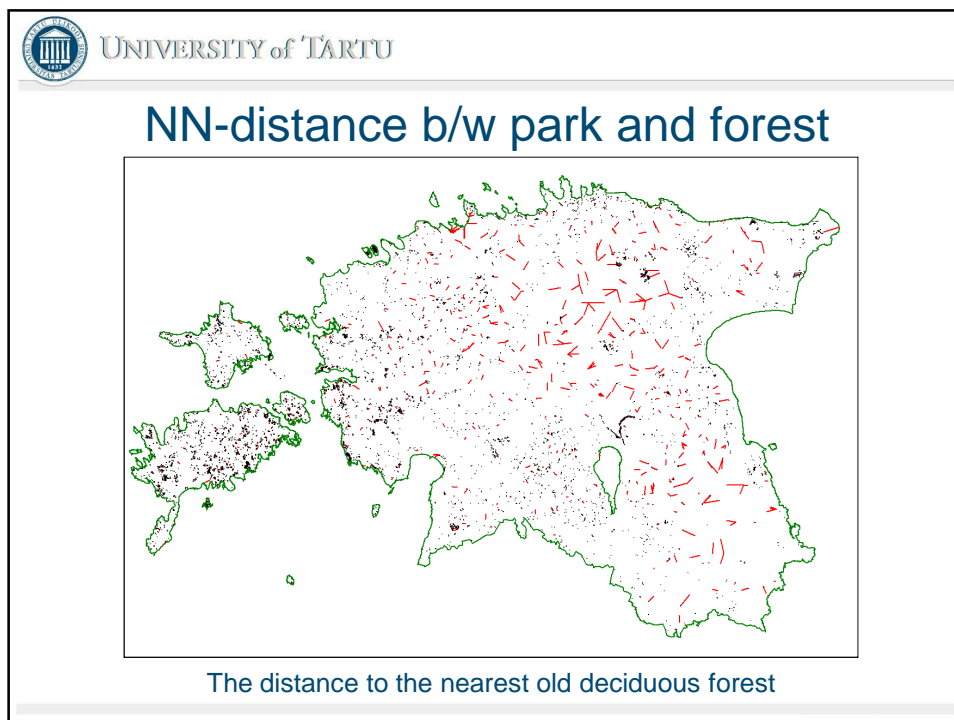 UNIVERSITY of TARTU
NN-distance b/w park and forest
The distance to the nearest old deciduous forest